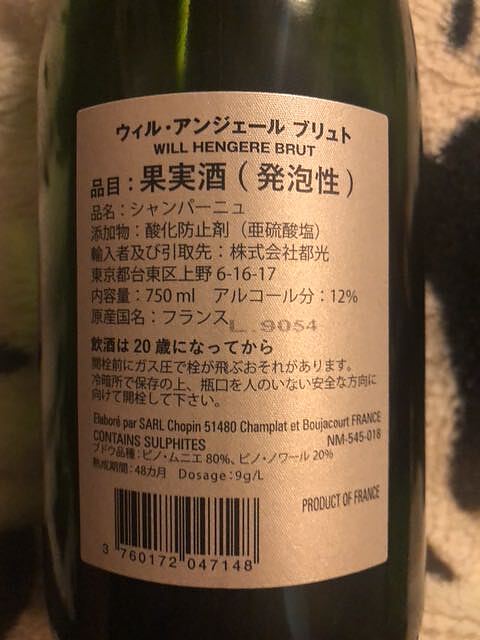 ウィル・アンジェール ブリュト
WILL HENGERE BRUT
品目：果実酒（発泡性）
品名：シャンパーニュ
添加物：酸化防止剤（亜硫酸塩）
輸入者及び引取先：株式会社都光
東京都台東区上野 6-16-17
内容量：750 ml　アルコール分：12%
原産国名：フランス
L.9054
飲酒は 20 歳になってから
開栓前にガス圧で栓が飛ぶおそれがあります。
冷暗所で保存の上、瓶口を人のいない安全な方向に
向けて開栓して下さい。
Elaboré par SARL Chopin 51480 Champlat et Boujacourt FRANCE
CONTAINS SULPHITES NM-545-018
ブドウ品種：ピノ・ムニエ 80%、ピノ・ノワール 20%
熟成期間：48カ月　Dosage：9g/L
PRODUCT OF FRANCE
3 760172 047148